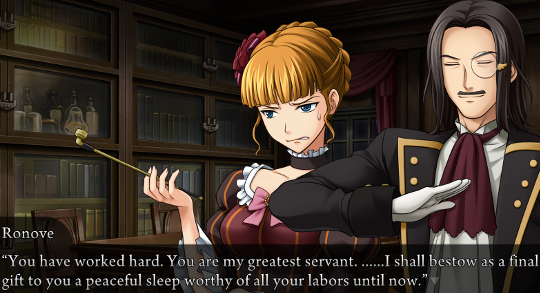 Ronove
“You have worked hard. You are my greatest servant. ......I shall bestow as a final
gift to you a peaceful sleep worthy of all your labors until now.”